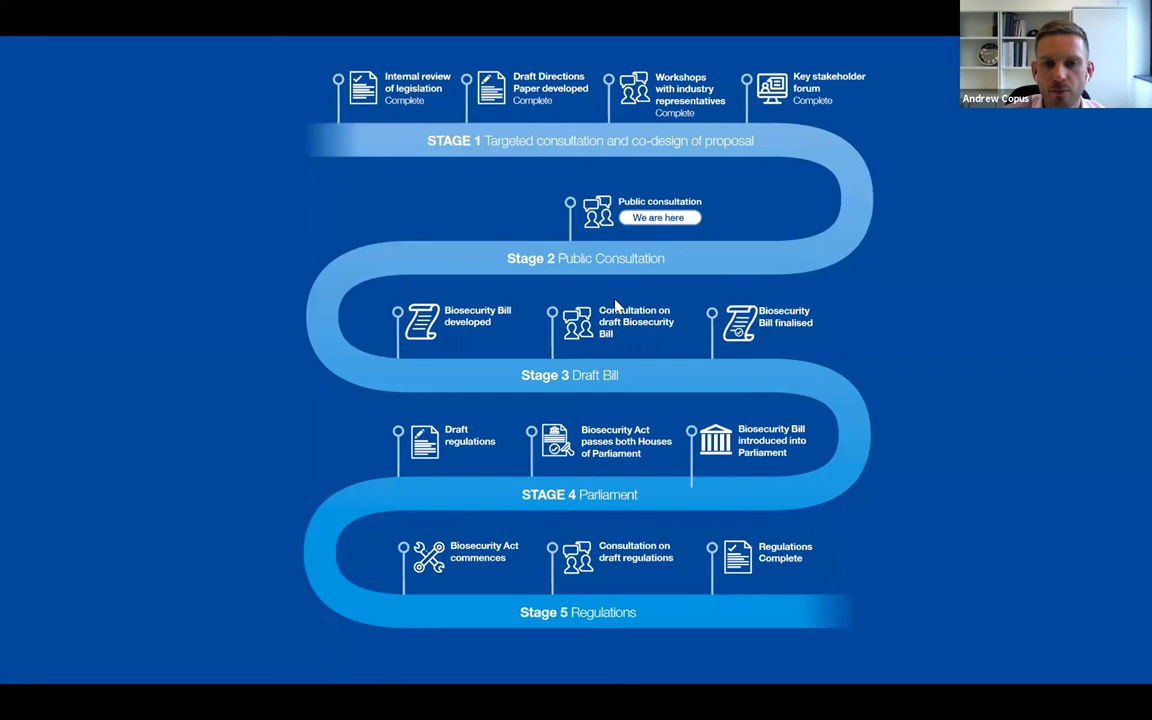 Internal review
of legislation
Complete
Draft Directions
Paper developed
Complete
Workshops
with industry
representatives
Complete
Key stakeholder
forum
Complete
Andrew Copus
STAGE 1 Targeted consultation and co-design of proposal
Public consultation
We are here
Stage 2 Public Consultation
Biosecurity Bill
developed
Consultation on
draft Biosecurity
Bill
Biosecurity
Bill finalised
Stage 3 Draft Bill
Draft
regulations
Biosecurity Act
passes both Houses
of Parliament
Biosecurity Bill
introduced into
Parliament
STAGE 4 Parliament
Biosecurity Act
commences
Consultation on
draft regulations
Regulations
Complete
Stage 5 Regulations